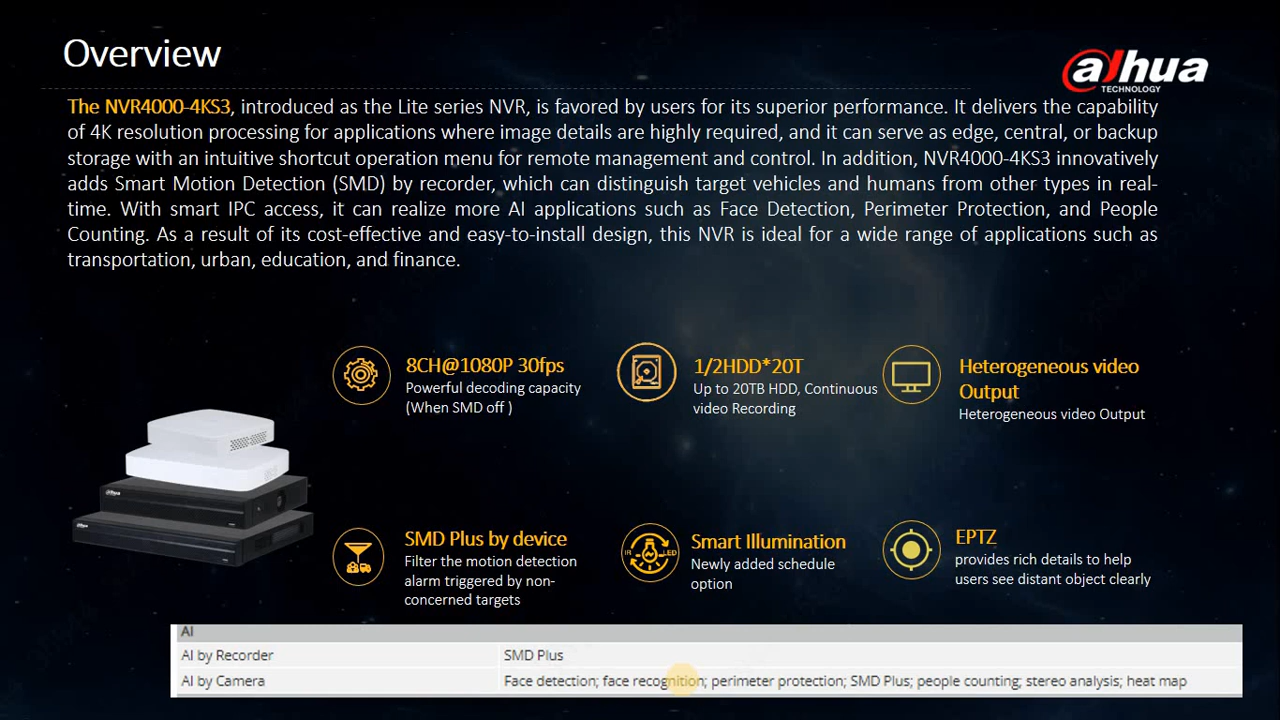 Overview
alhua
TECHNOLOGY
The NVR4000-4KS3, introduced as the Lite series NVR, is favored by users for its superior performance. It delivers the capability
of 4K resolution processing for applications where image details are highly required, and it can serve as edge, central, or backup
storage with an intuitive shortcut operation menu for remote management and control. In addition, NVR4000-4KS3 innovatively
adds Smart Motion Detection (SMD) by recorder, which can distinguish target vehicles and humans from other types in real-
time. With smart IPC access, it can realize more AI applications such as Face Detection, Perimeter Protection, and People
Counting. As a result of its cost-effective and easy-to-install design, this NVR is ideal for a wide range of applications such as
transportation, urban, education, and finance.
8CH@1080P 30fps
Powerful decoding capacity
(When SMD off )
1/2HDD*20T
Up to 20TB HDD, Continuous
video Recording
Heterogeneous video
Output
Heterogeneous video Output
alhua
alhua
SMD Plus by device
Filter the motion detection
alarm triggered by non-
concerned targets
IR
LED
Smart Illumination
Newly added schedule
option
EPTZ
provides rich details to help
users see distant object clearly
AI
AI by Recorder
SMD Plus
AI by Camera
Face detection; face recognition; perimeter protection; SMD Plus; people counting; stereo analysis; heat map